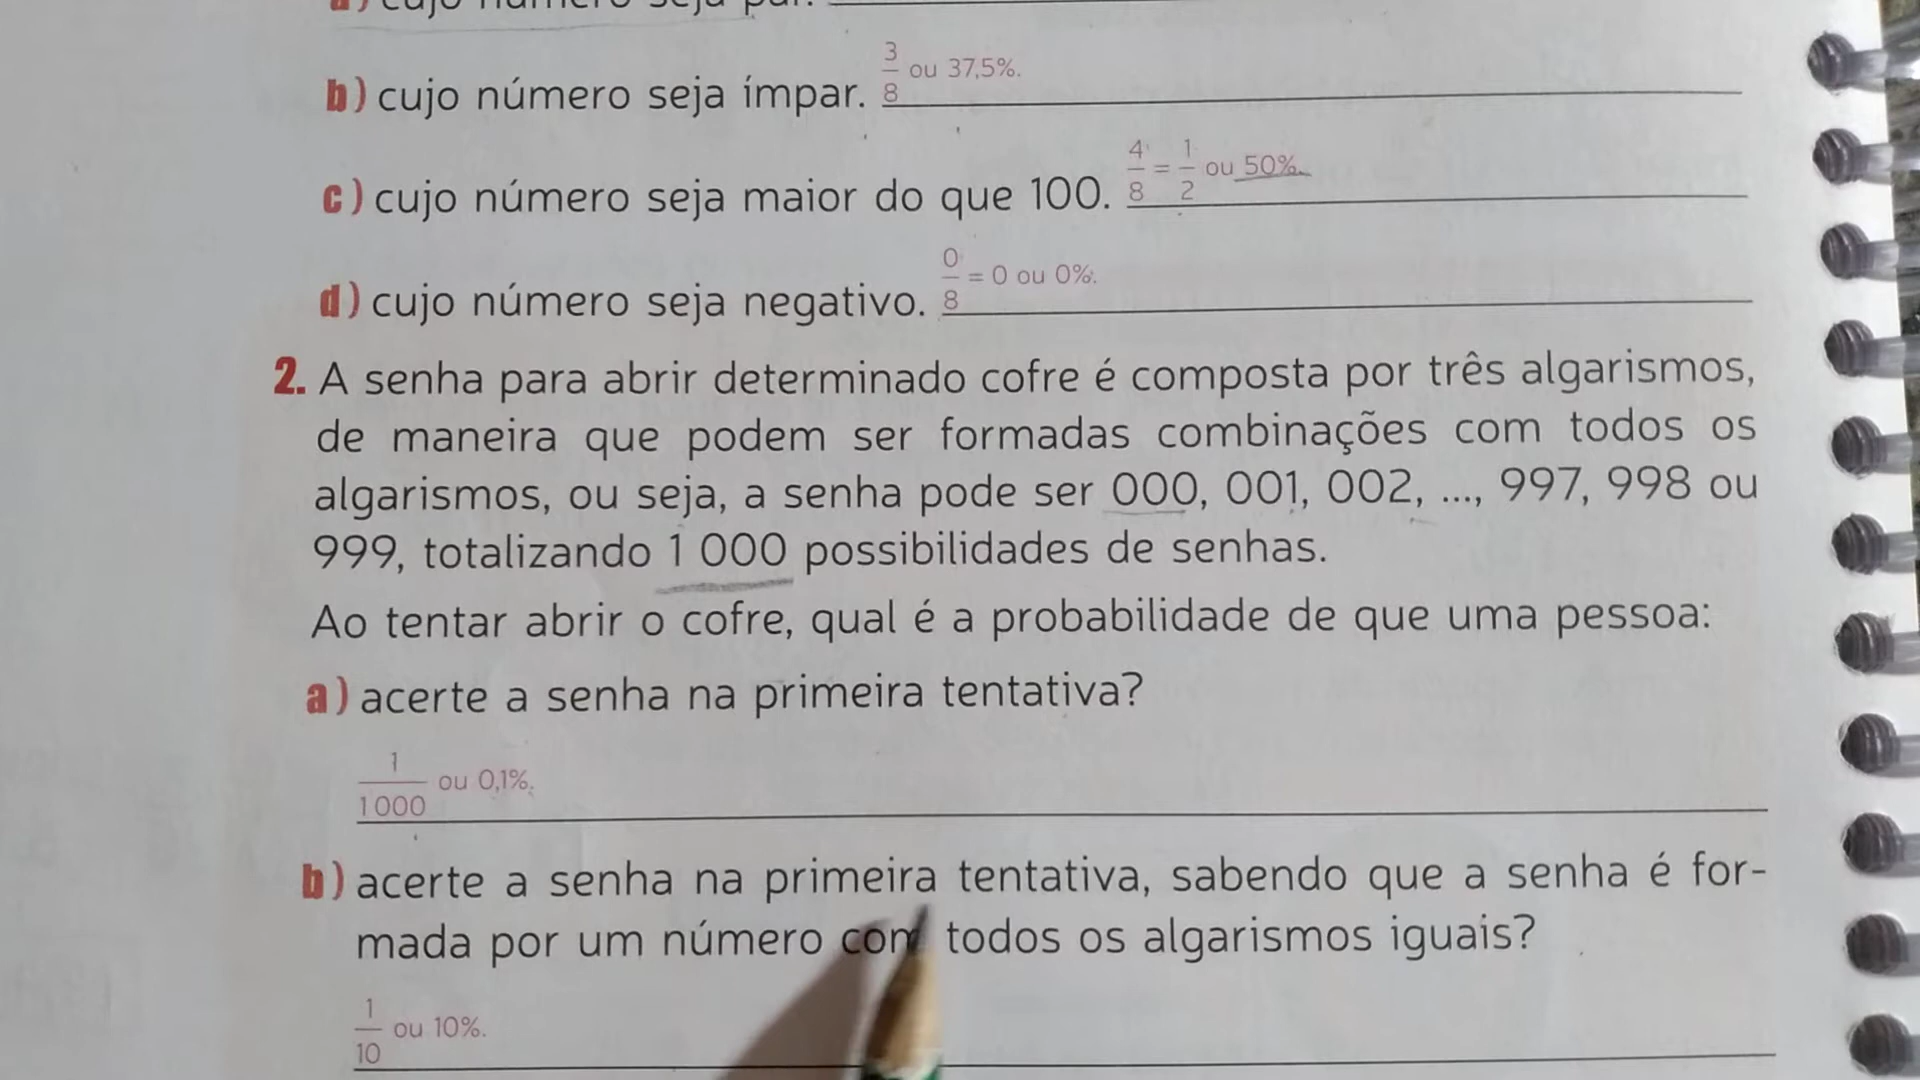 a) cujo número seja par.
b) cujo número seja ímpar. 3/8 ou 37,5%.
c) cujo número seja maior do que 100. 4/8 = 1/2 ou 50%.
d) cujo número seja negativo. 0/8 = 0 ou 0%.
2. A senha para abrir determinado cofre é composta por três algarismos,
de maneira que podem ser formadas combinações com todos os
algarismos, ou seja, a senha pode ser 000, 001, 002, ..., 997, 998 ou
999, totalizando 1 000 possibilidades de senhas.
Ao tentar abrir o cofre, qual é a probabilidade de que uma pessoa:
a) acerte a senha na primeira tentativa?
1/1000 ou 0,1%.
b) acerte a senha na primeira tentativa, sabendo que a senha é for-
mada por um número com todos os algarismos iguais?
1/10 ou 10%.